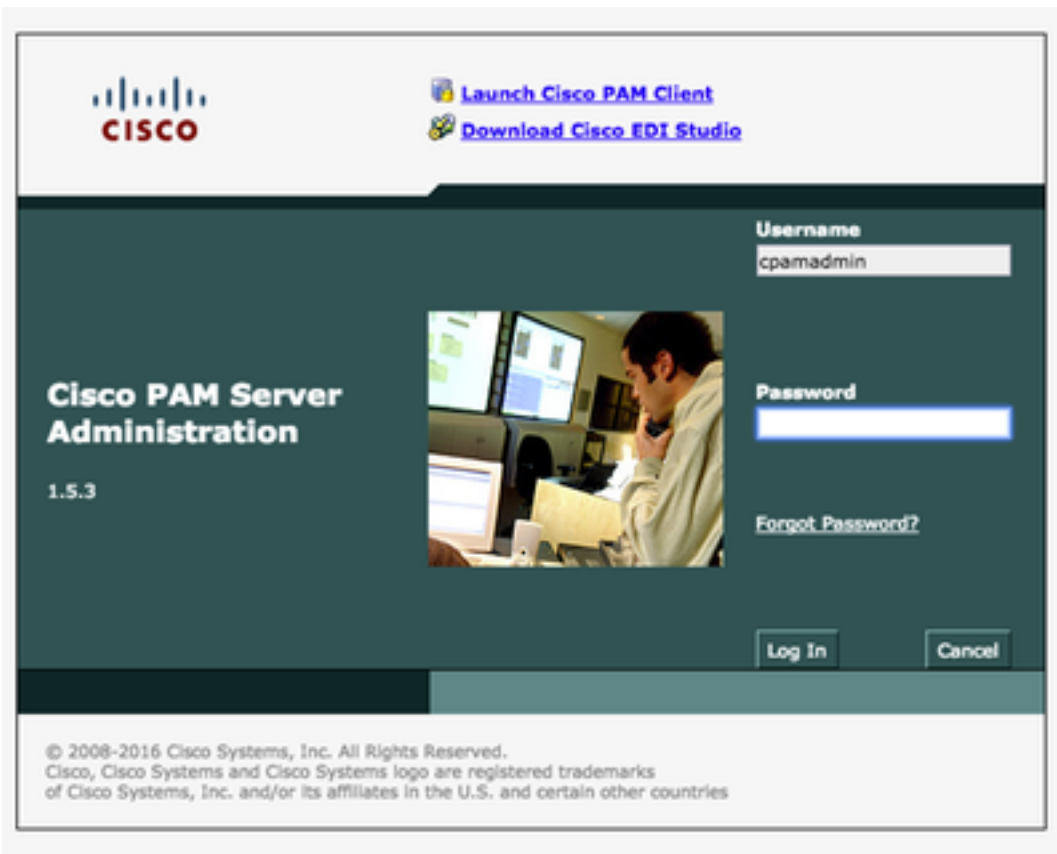 CISCO
Launch Cisco PAM Client
Download Cisco EDI Studio
Username
cpamadmin
Cisco PAM Server
Administration
1.5.3
Password
Forgot Password?
Log In
Cancel
© 2008-2016 Cisco Systems, Inc. All Rights Reserved.
Cisco, Cisco Systems and Cisco Systems logo are registered trademarks
of Cisco Systems, Inc. and/or its affiliates in the U.S. and certain other countries